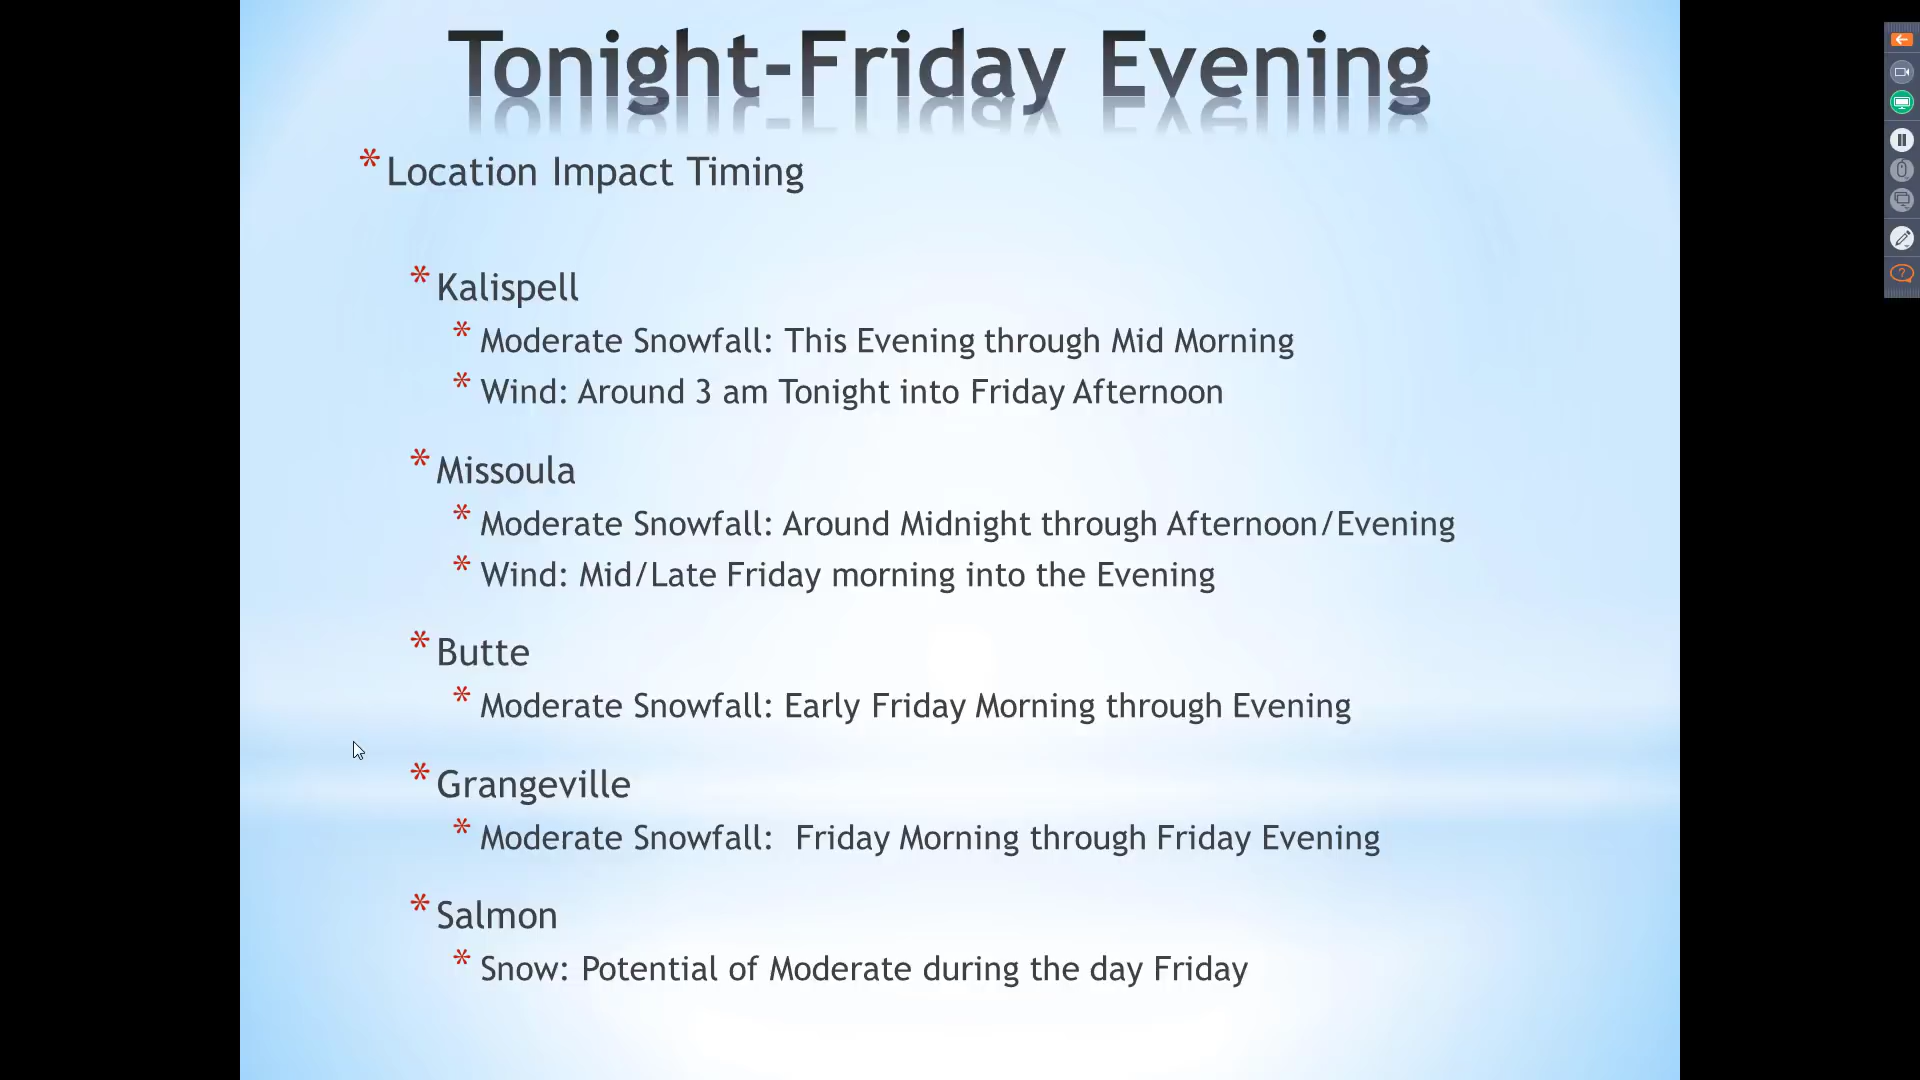 Tonight-Friday Evening
* Location Impact Timing
* Kalispell
* Moderate Snowfall: This Evening through Mid Morning
* Wind: Around 3 am Tonight into Friday Afternoon
* Missoula
* Moderate Snowfall: Around Midnight through Afternoon/Evening
* Wind: Mid/Late Friday morning into the Evening
* Butte
* Moderate Snowfall: Early Friday Morning through Evening
* Grangeville
* Moderate Snowfall:  Friday Morning through Friday Evening
* Salmon
* Snow: Potential of Moderate during the day Friday